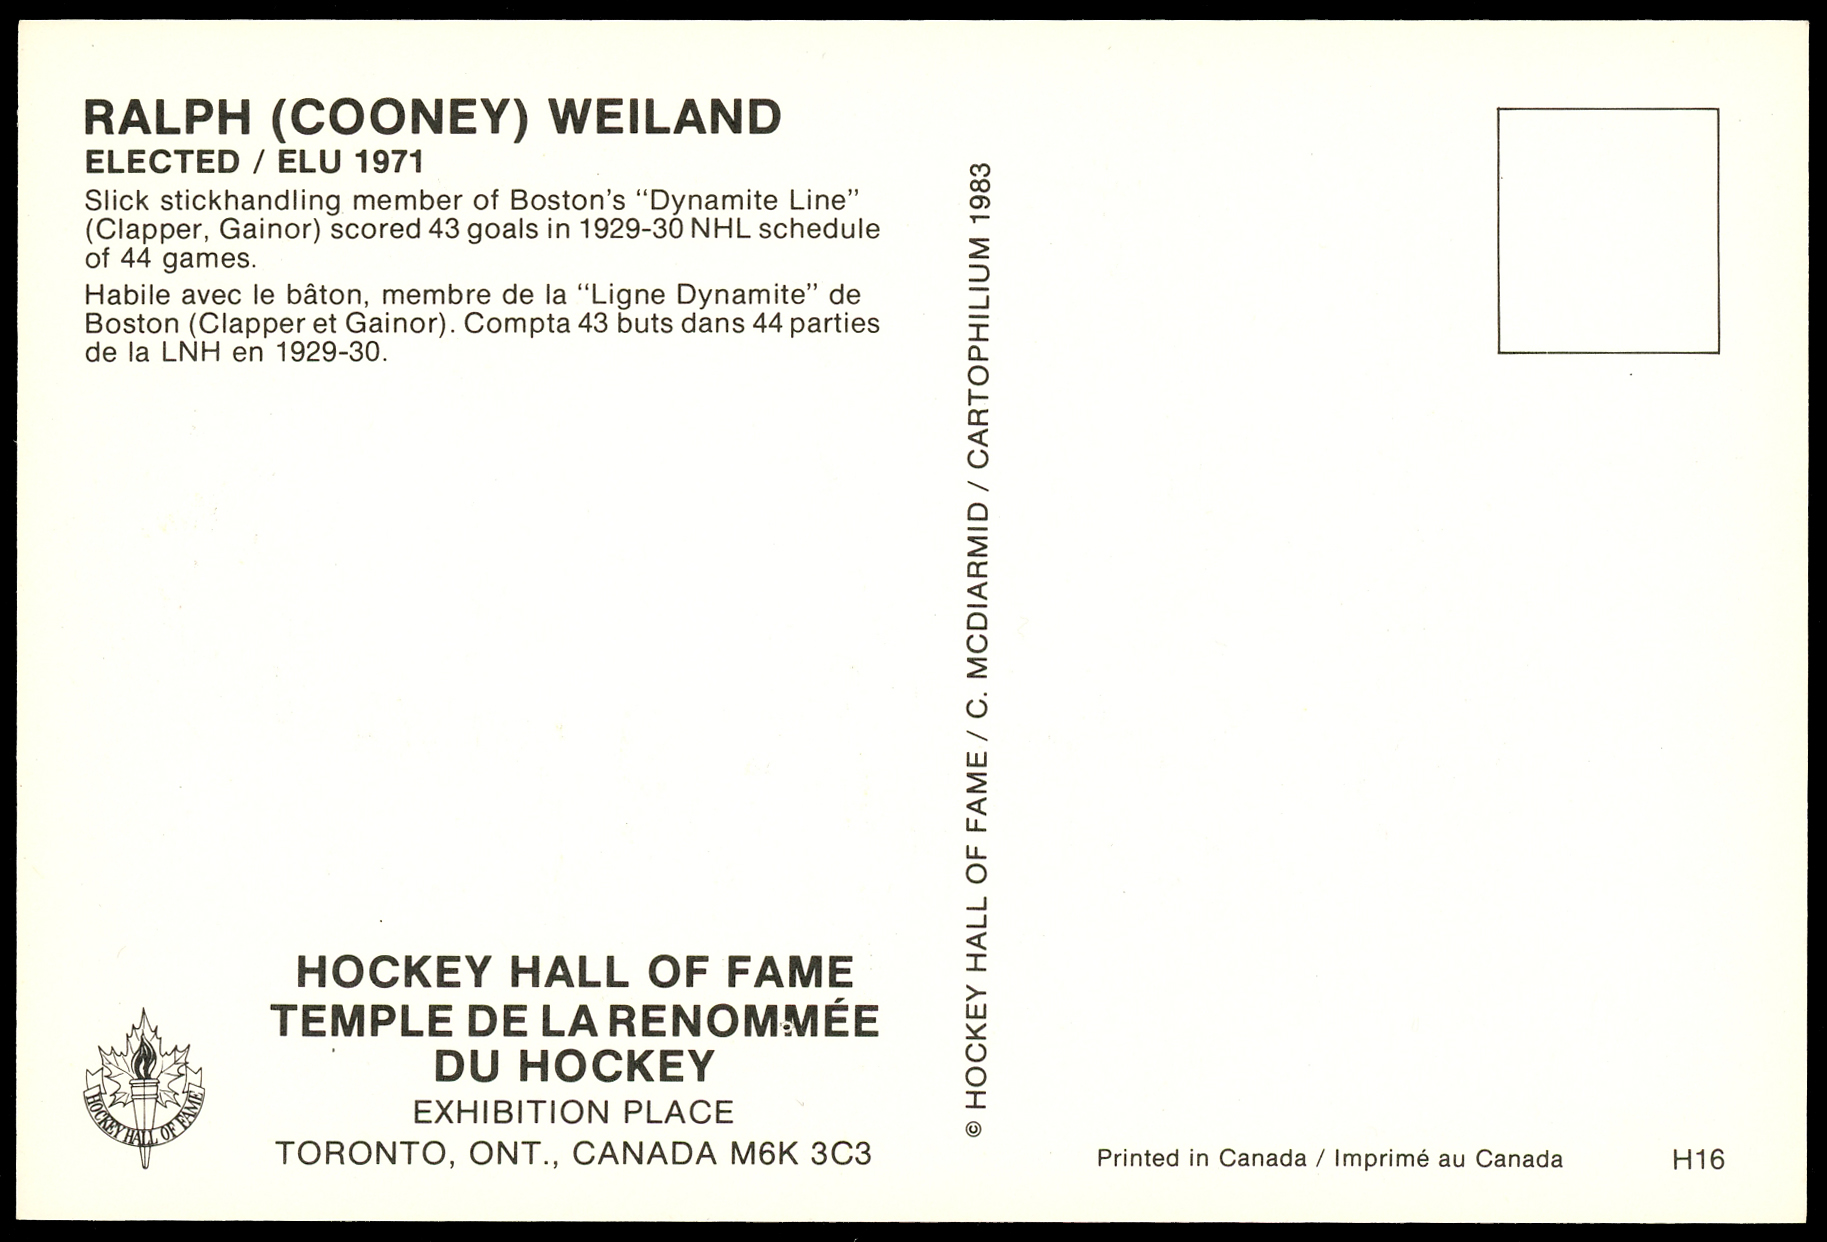 RALPH (COONEY) WEILAND
ELECTED / ELU 1971
Slick stickhandling member of Boston's “Dynamite Line”
(Clapper, Gainor) scored 43 goals in 1929-30 NHL schedule
of 44 games.
Habile avec le bâton, membre de la “Ligne Dynamite” de
Boston (Clapper et Gainor). Compta 43 buts dans 44 parties
de la LNH en 1929-30.
HOCKEY HALL OF FAME
TEMPLE DE LA RENOMMÉE
DU HOCKEY
EXHIBITION PLACE
TORONTO, ONT., CANADA M6K 3C3
HOCKEY HALL OF FAME
© HOCKEY HALL OF FAME / C. MCDIARMID / CARTOPHILIUM 1983
Printed in Canada / Imprimé au Canada
H16